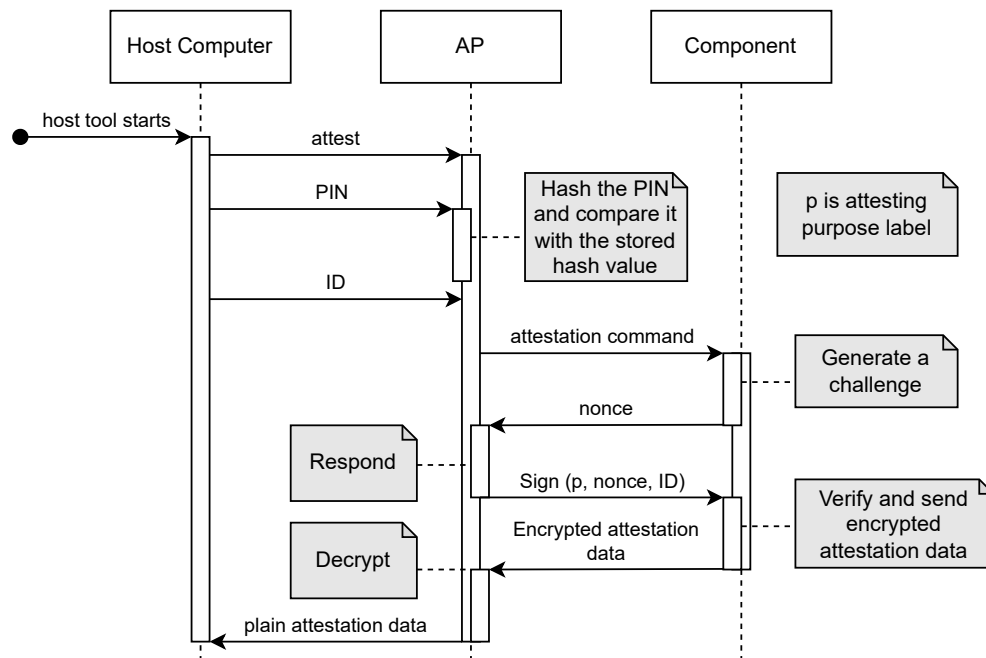 Host Computer
AP
Component
host tool starts
attest
PIN
Hash the PIN
and compare it
with the stored
hash value
p is attesting
purpose label
ID
attestation command
Generate a
challenge
nonce
Respond
Sign (p, nonce, ID)
Verify and send
encrypted
attestation data
Encrypted attestation
data
Decrypt
plain attestation data